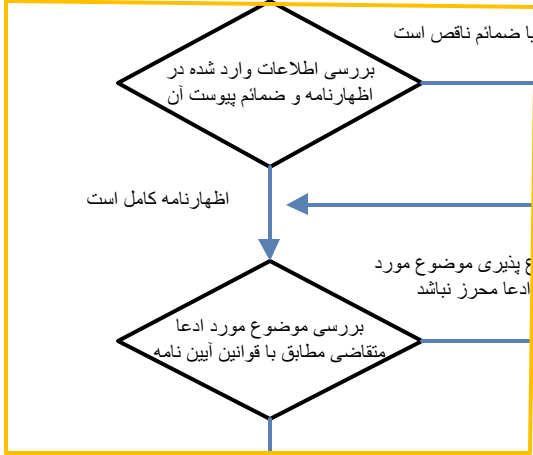 ضمائم ناقص است
بررسی اطلاعات وارد شده در
اظهارنامه و ضمائم پیوست آن
اظهارنامه کامل است
پذیری موضوع مورد
ادعا محرز نباشد
بررسی موضوع مورد ادعا
متقاضی مطابق با قوانین آیین نامه